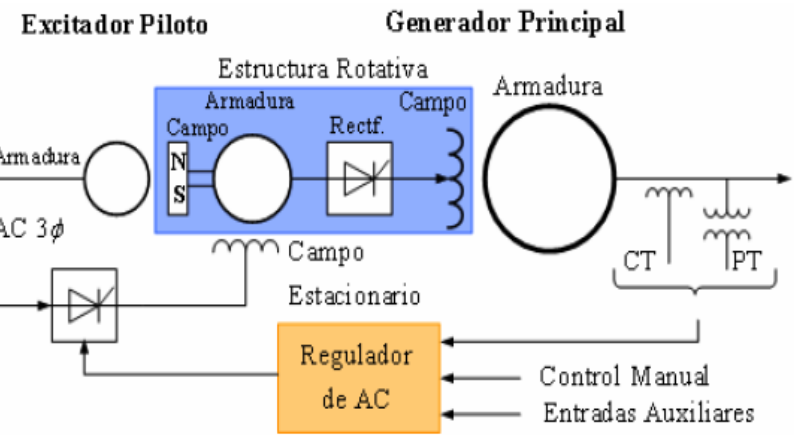 Excitador Piloto
Generador Principal
Estructura Rotativa
Armadura
Campo
Rectf.
Campo
Armadura
Armadura
N
S
AC 3ϕ
Campo
Estacionario
CT
PT
Regulador
de AC
Control Manual
Entradas Auxiliares